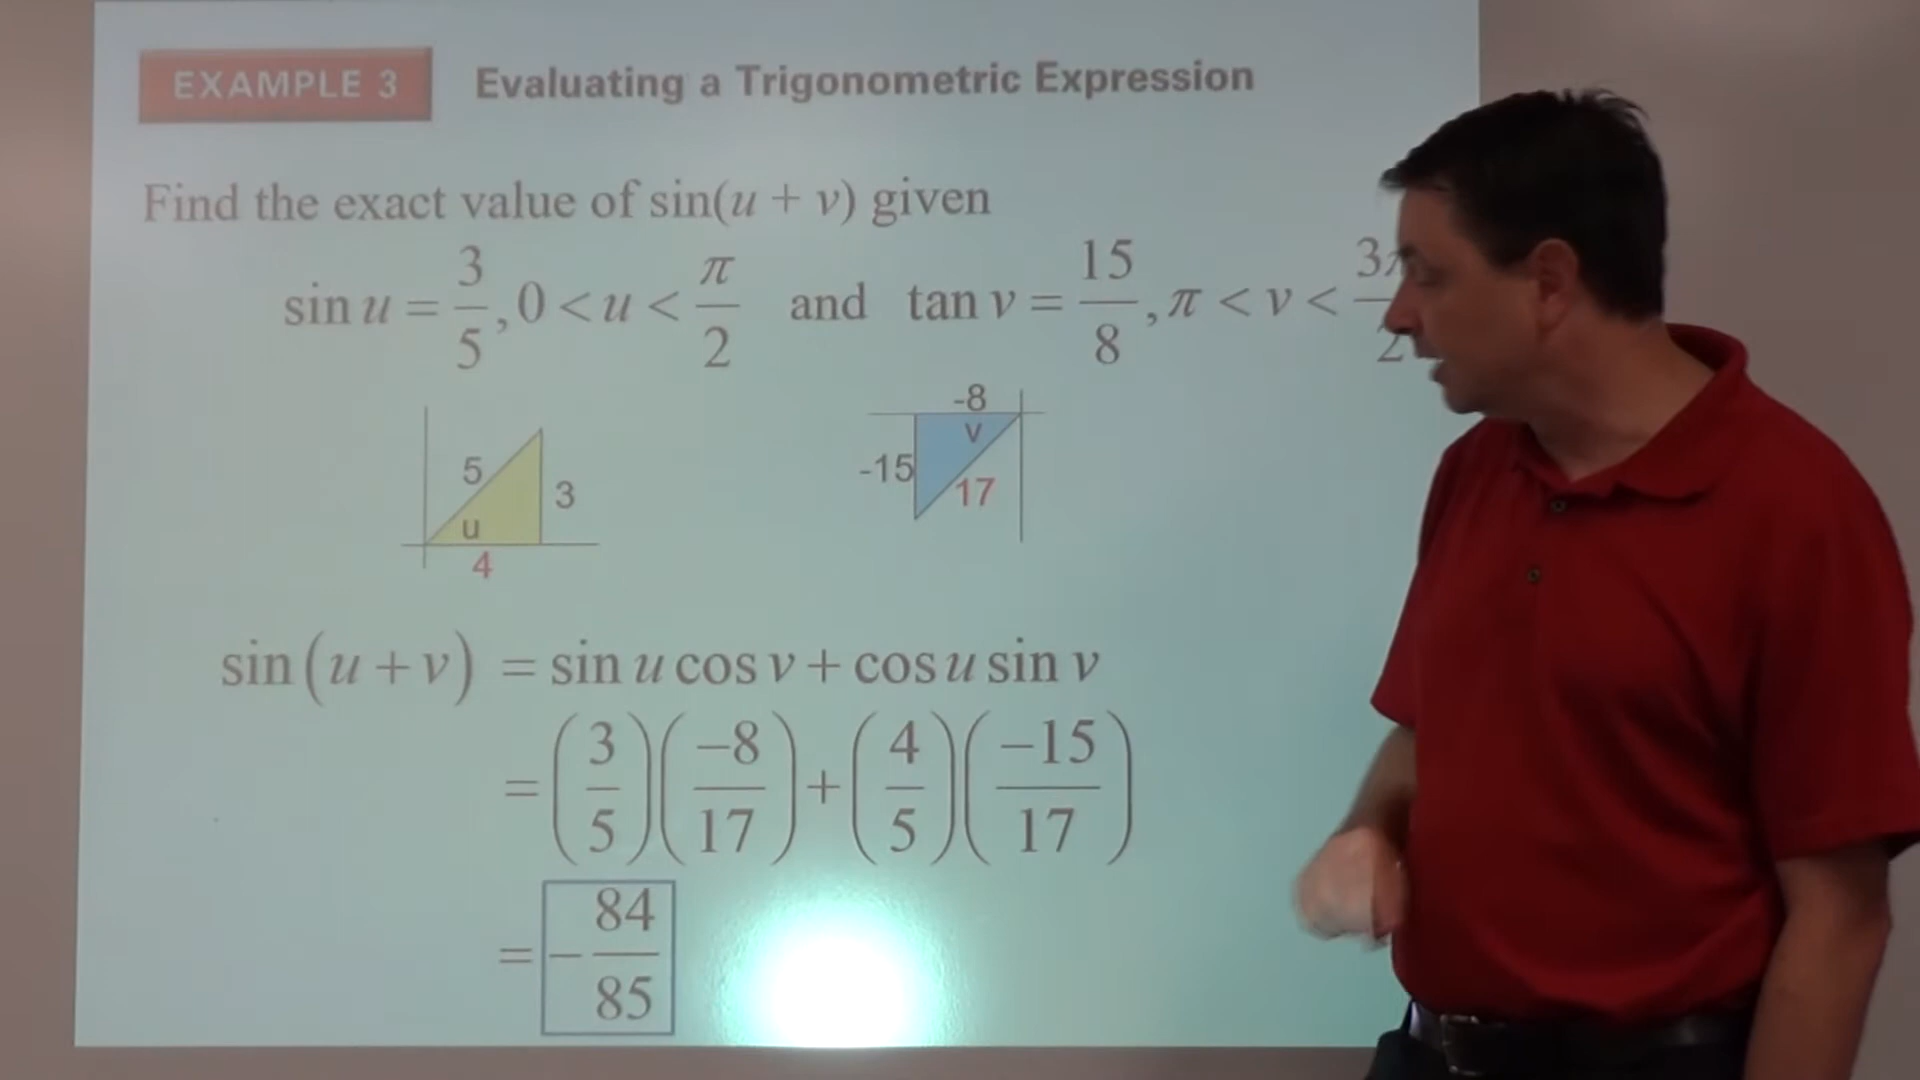 EXAMPLE 3 Evaluating a Trigonometric Expression
Find the exact value of sin(u + v) given
sin u = 3/5, 0 < u < π/2 and tan v = 15/8, π < v < 3π/2
5 3 u 4
-8 v -15 17
sin(u + v) = sin u cos v + cos u sin v
= (3/5)(−8/17) + (4/5)(−15/17)
= −84/85